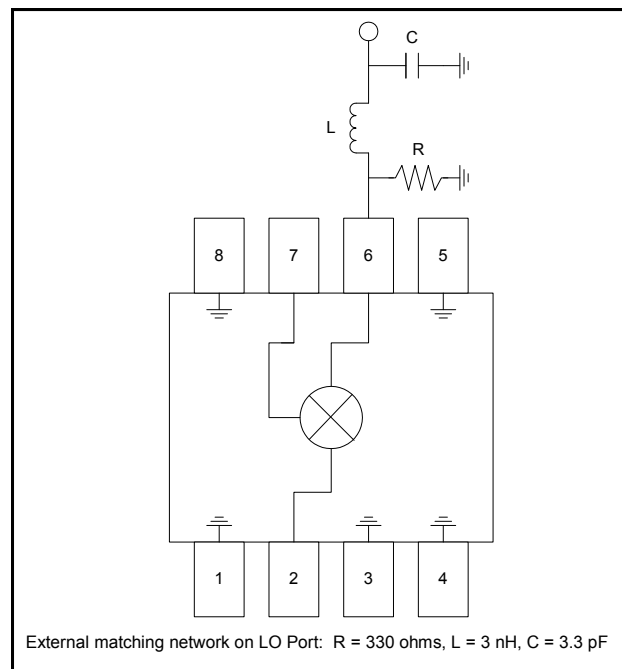 C
L
R
8 7 6 5
1 2 3 4
External matching network on LO Port: R = 330 ohms, L = 3 nH, C = 3.3 pF